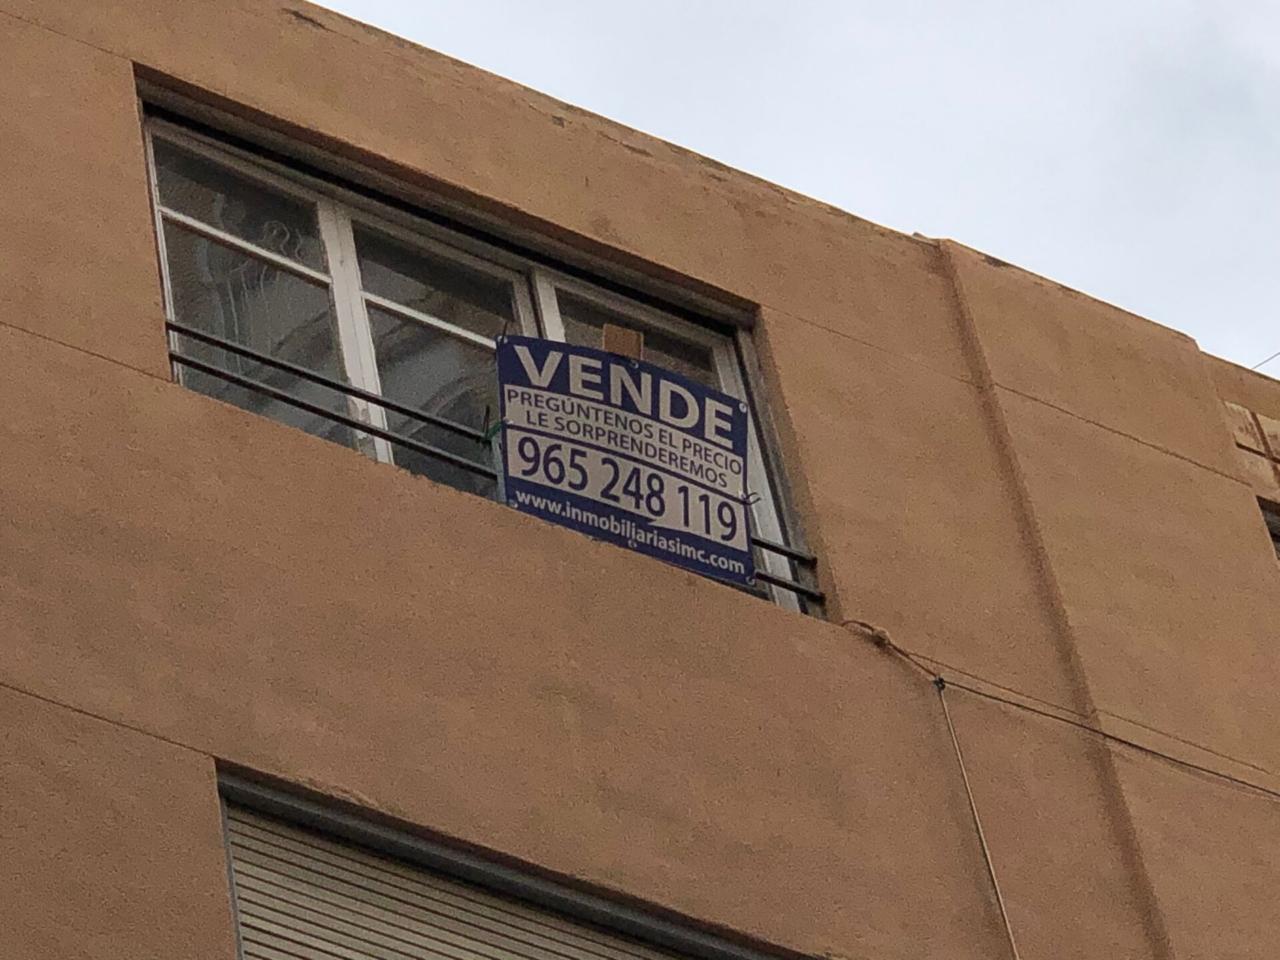 VENDE
PREGÚNTENOS EL PRECIO
LE SORPRENDEREMOS
965 248 119
www.inmobiliariasimc.com